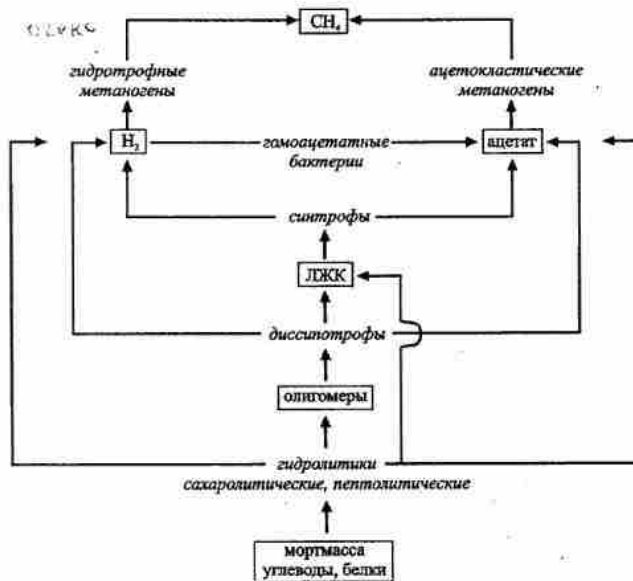 CH₄
гидротрофные
метаногены
ацетокластические
метаногены
H₂
гомоацетатные
бактерии
ацетат
синтрофы
ЛЖК
диссипотрофы
олигомеры
гидролитики
сахаролитические, пептолитические
мортмасса
углеводы, белки